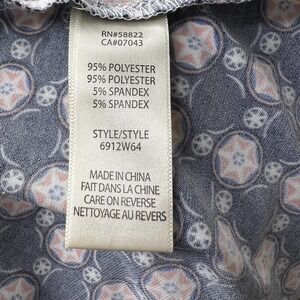 RN#58822
CA#07043
95% POLYESTER
95% POLYESTER
5% SPANDEX
5% SPANDEX
STYLE/STYLE
6912W64
MADE IN CHINA
FAIT DANS LA CHINE
CARE ON REVERSE
NETTOYAGE AU REVERS